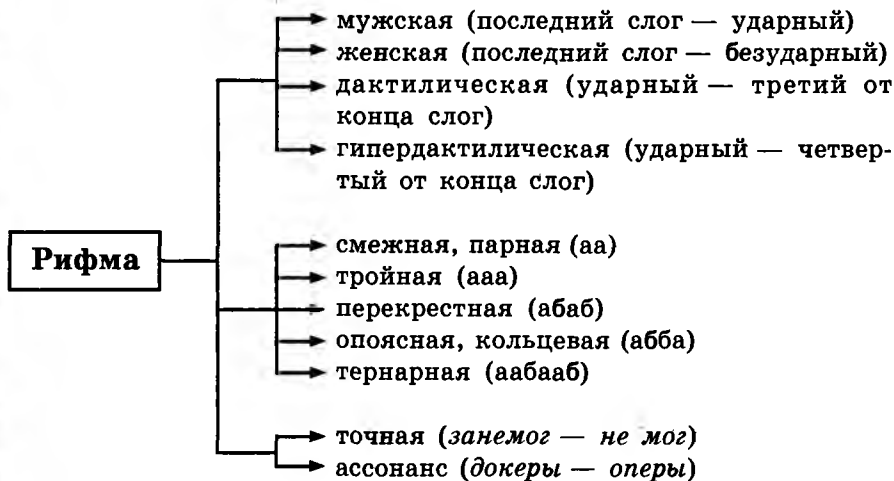 мужская (последний слог — ударный)
женская (последний слог — безударный)
дактилическая (ударный — третий от
конца слог)
гипердактилическая (ударный — четвер-
тый от конца слог)
Рифма
смежная, парная (аа)
тройная (ааа)
перекрестная (абаб)
опоясная, кольцевая (абба)
тернарная (аабааб)
точная (занемог — не мог)
ассонанс (докеры — оперы)